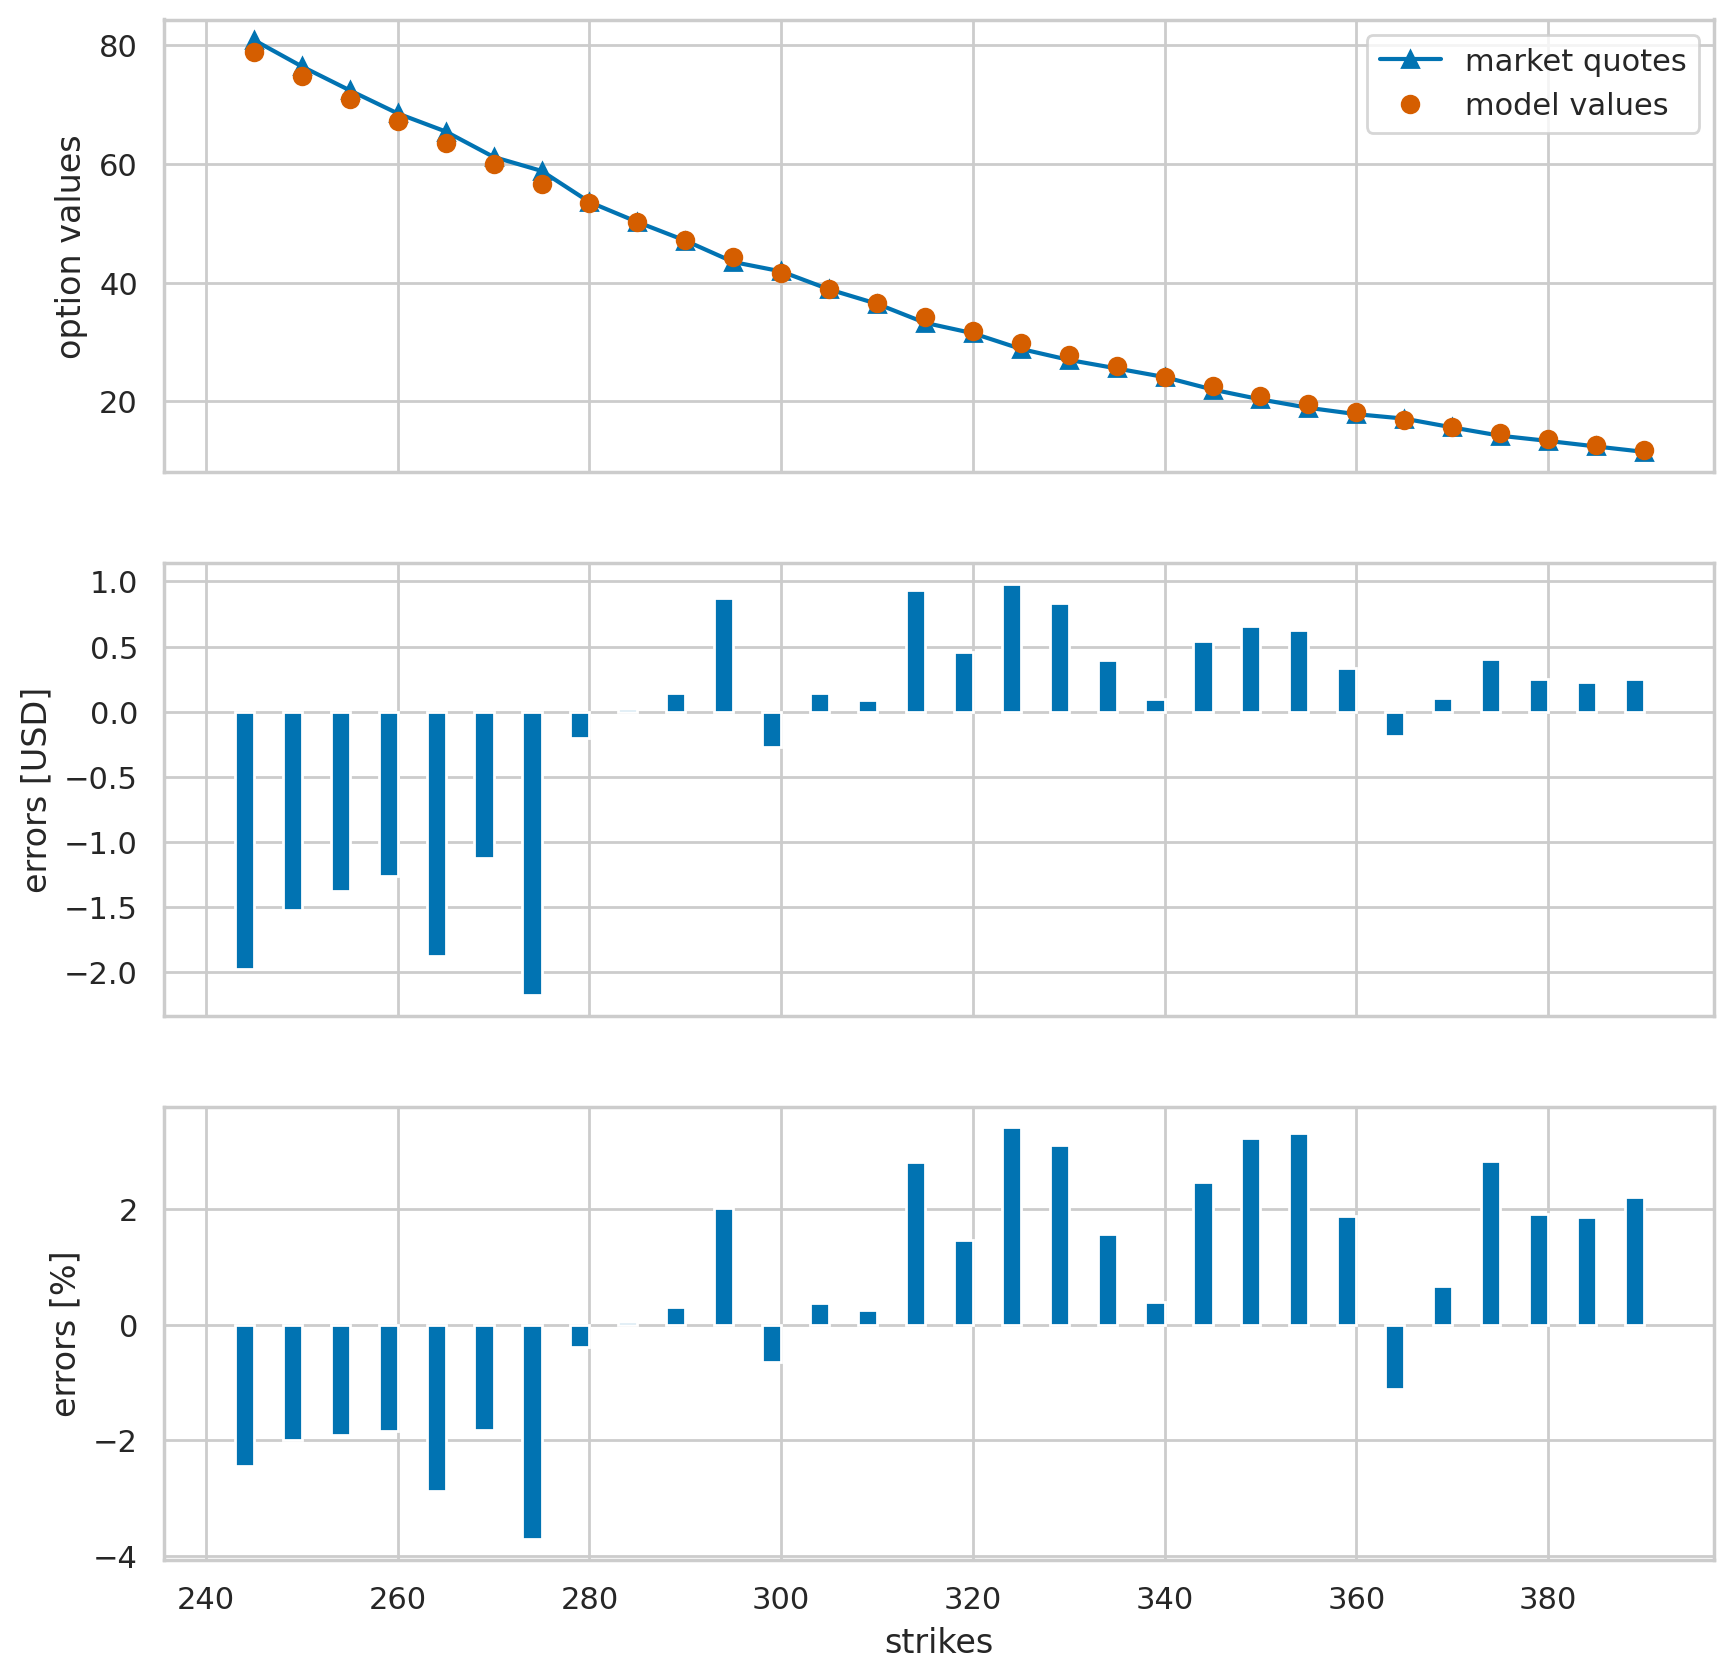 market quotes
model values
option values
80
60
40
20
errors [USD]
1.0
0.5
0.0
−0.5
−1.0
−1.5
−2.0
errors [%]
2
0
−2
−4
240 260 280 300 320 340 360 380
strikes